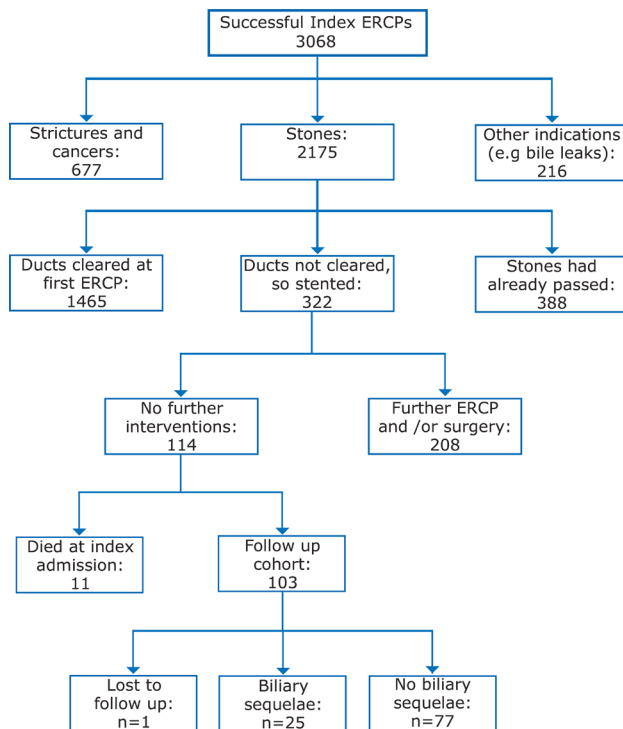 Successful Index ERCPs
3068
Strictures and
cancers:
677
Stones:
2175
Other indications
(e.g bile leaks):
216
Ducts cleared at
first ERCP:
1465
Ducts not cleared,
so stented:
322
Stones had
already passed:
388
No further
interventions:
114
Further ERCP
and /or surgery:
208
Died at index
admission:
11
Follow up
cohort:
103
Lost to
follow up:
n=1
Biliary
sequelae:
n=25
No biliary
sequelae:
n=77